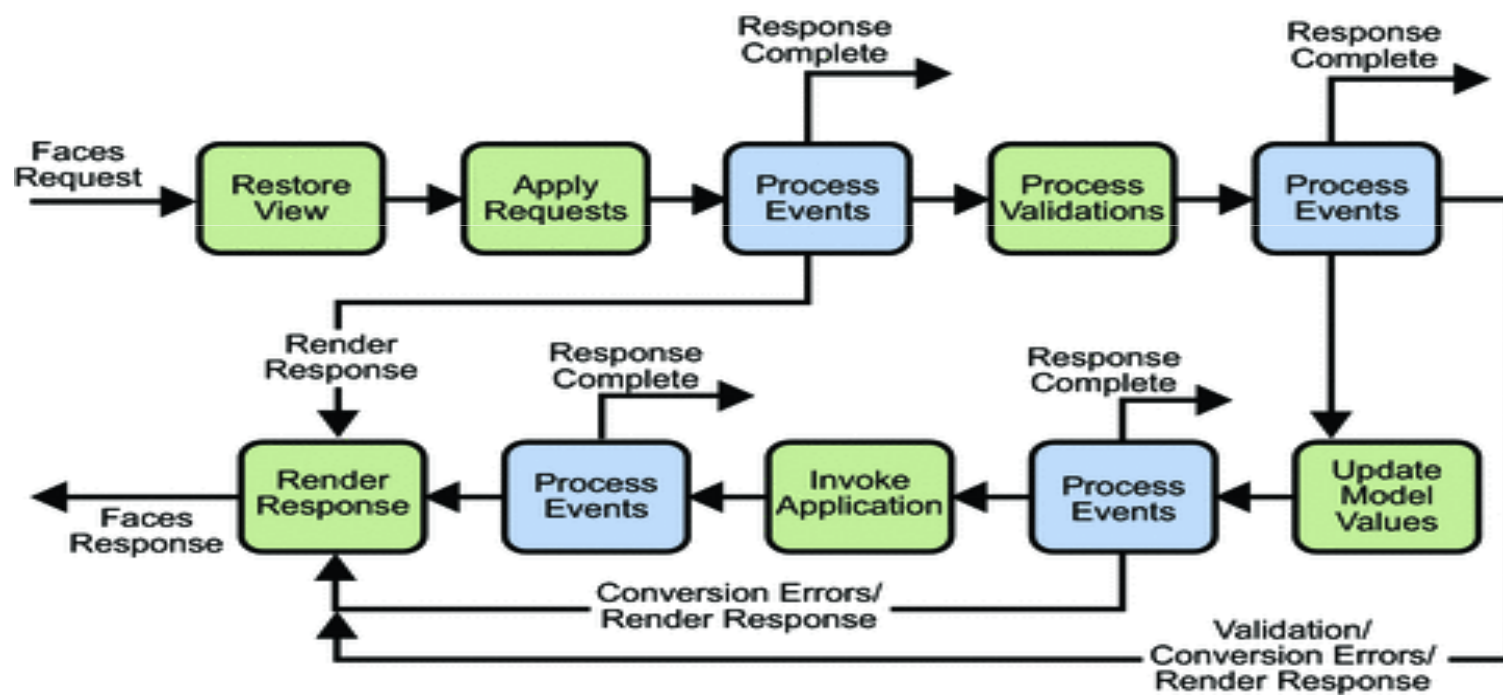 Response
Complete
Response
Complete
Faces
Request
Restore
View
Apply
Requests
Process
Events
Process
Validations
Process
Events
Render
Response
Response
Complete
Response
Complete
Render
Response
Process
Events
Invoke
Application
Process
Events
Update
Model
Values
Faces
Response
Conversion Errors/
Render Response
Validation/
Conversion Errors/
Render Response